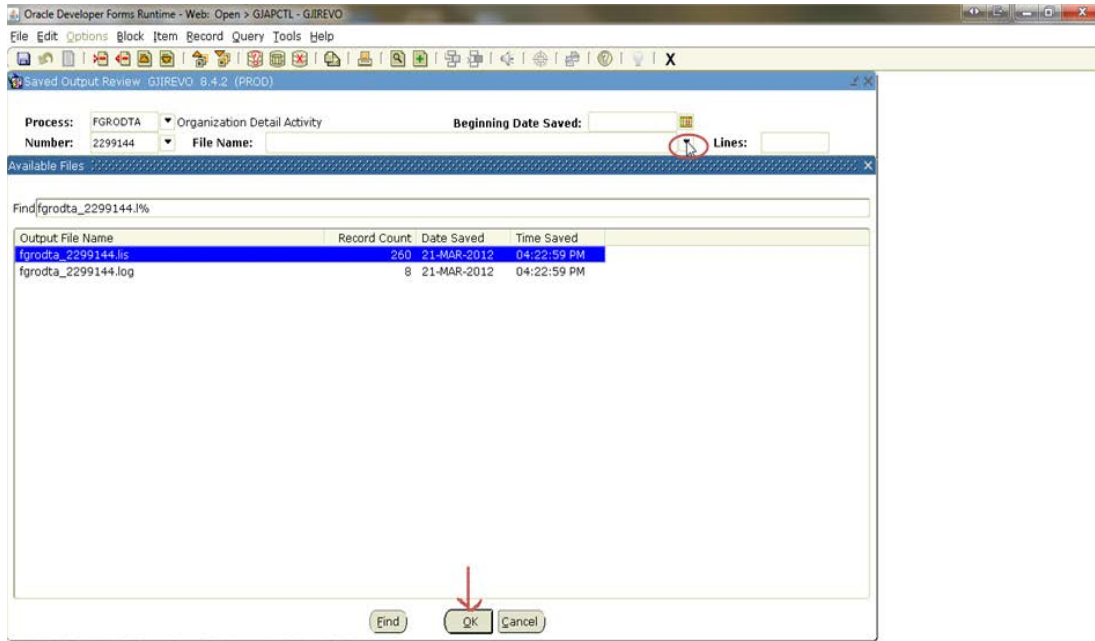 Oracle Developer Forms Runtime - Web: Open > GJAPCTL - GJIREVO
File Edit Options Block Item Record Query Tools Help
Saved Output Review GJIREVO 8.4.2 (PROD)
Process: FGRODTA Organization Detail Activity Beginning Date Saved:
Number: 2299144 File Name: Lines:
Available Files
Find fgrodta_2299144.l%
Output File Name Record Count Date Saved Time Saved
fgrodta_2299144.lis 260 21-MAR-2012 04:22:59 PM
fgrodta_2299144.log 8 21-MAR-2012 04:22:59 PM
Find OK Cancel